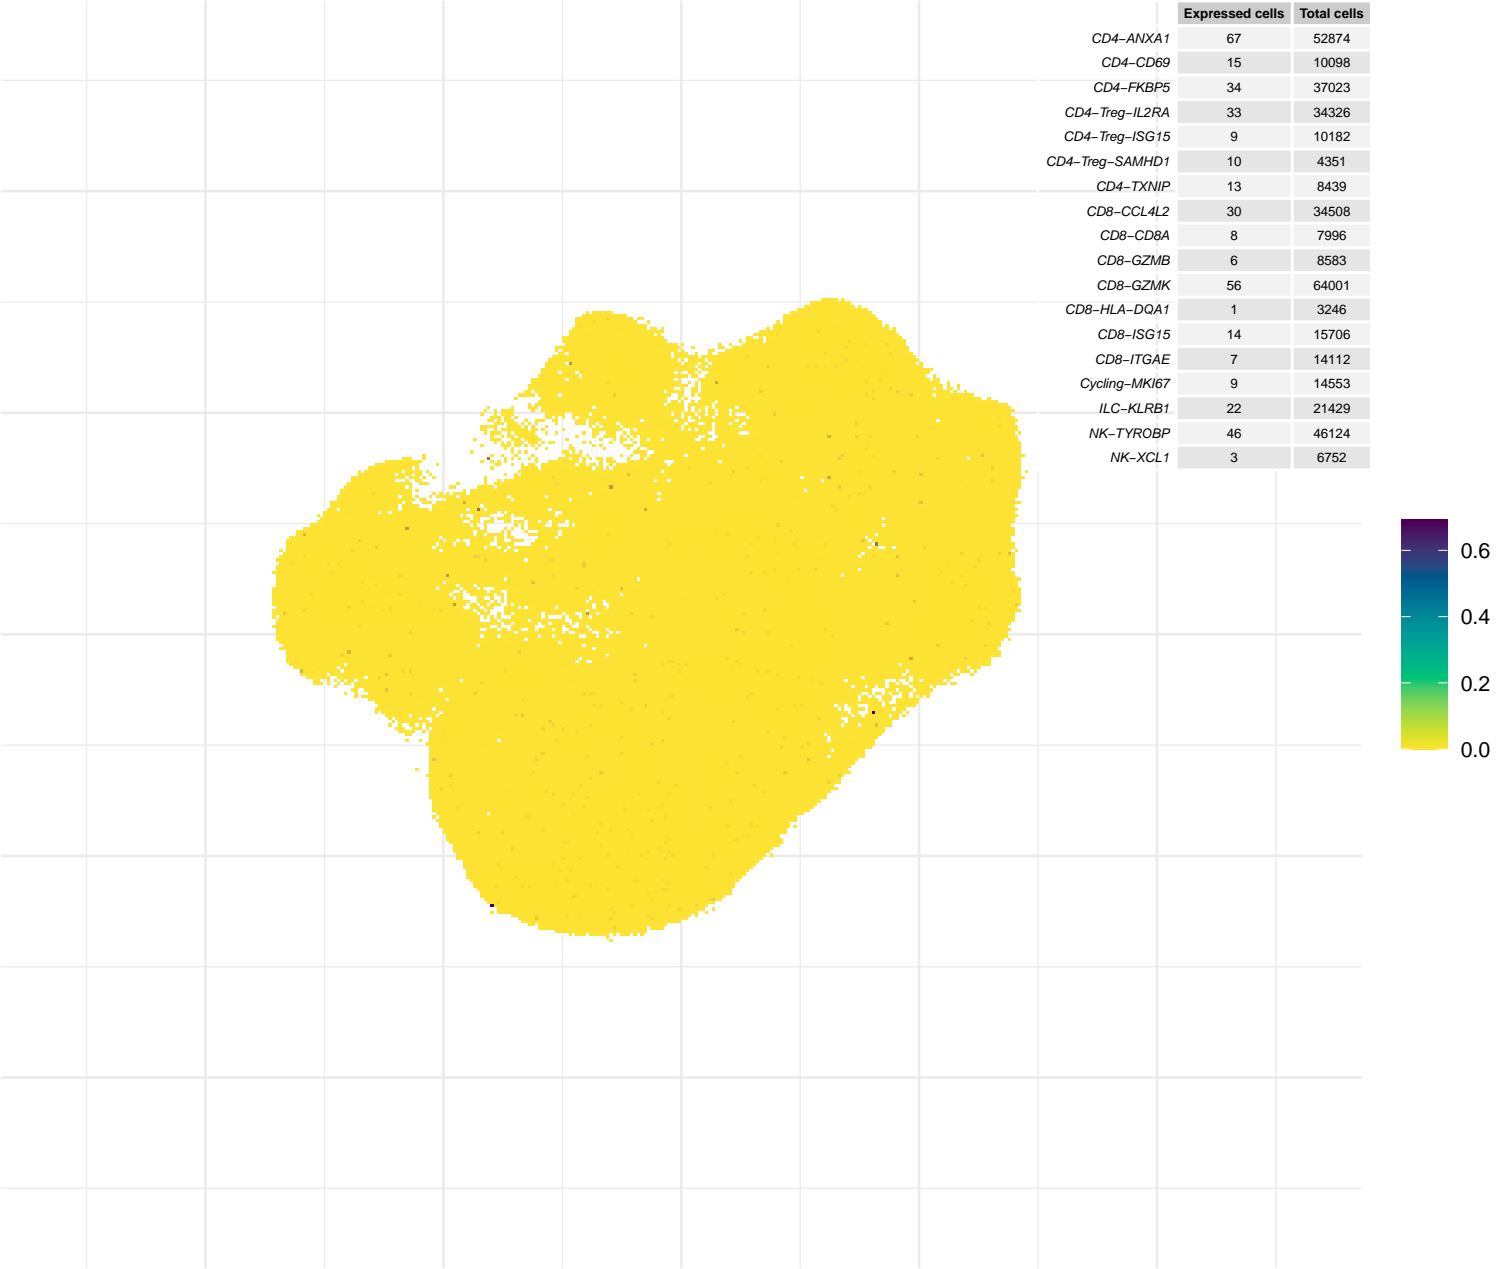 Expressed cells Total cells
CD4−ANXA1 67 52874
CD4−CD69 15 10098
CD4−FKBP5 34 37023
CD4−Treg−IL2RA 33 34326
CD4−Treg−ISG15 9 10182
CD4−Treg−SAMHD1 10 4351
CD4−TXNIP 13 8439
CD8−CCL4L2 30 34508
CD8−CD8A 8 7996
CD8−GZMB 6 8583
CD8−GZMK 56 64001
CD8−HLA−DQA1 1 3246
CD8−ISG15 14 15706
CD8−ITGAE 7 14112
Cycling−MKI67 9 14553
ILC−KLRB1 22 21429
NK−TYROBP 46 46124
NK−XCL1 3 6752
0.6
0.4
0.2
0.0